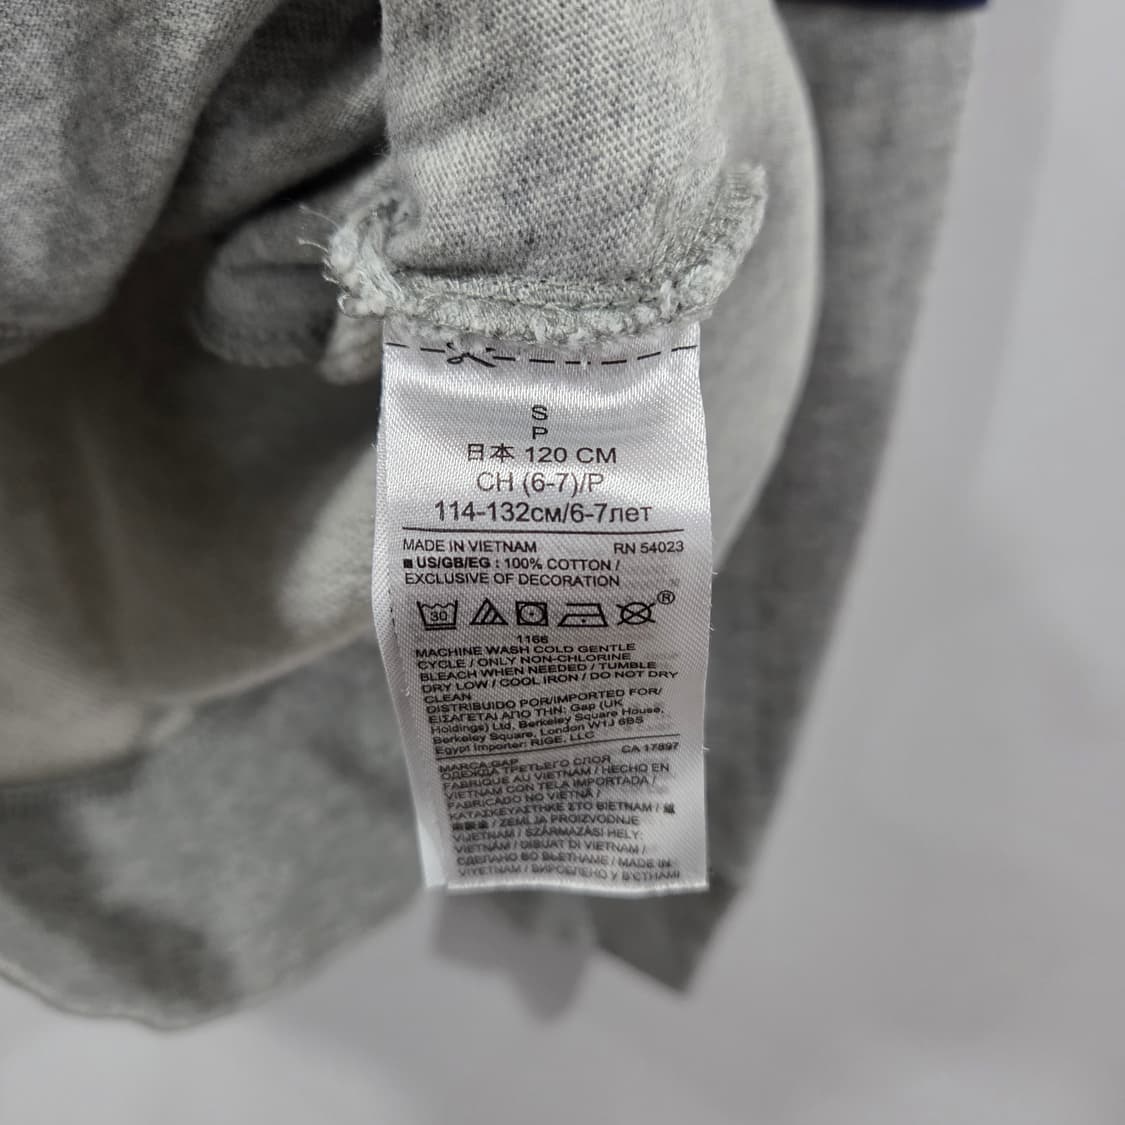 S
P
日本 120 CM
CH (6-7)/P
114-132см/6-7лет
MADE IN VIETNAM RN 54023
US/GB/EG : 100% COTTON /
EXCLUSIVE OF DECORATION
30 ®
1166
MACHINE WASH COLD GENTLE
CYCLE / ONLY NON-CHLORINE
BLEACH WHEN NEEDED / TUMBLE
DRY LOW / COOL IRON / DO NOT DRY
CLEAN
DISTRIBUIDO POR/IMPORTED FOR/
ΕΙΣΑΓΕΤΑΙ ΑΠΟ ΤΗΝ: Gap (UK
Holdings) Ltd, Berkeley Square House,
Berkeley Square, London W1J 6BS
Egypt Importer: RIGE, LLC
CA 17897
MARCA GAP
ОДЕЖДА ТРЕТЬЕГО СЛОЯ
FABRIQUÉ AU VIETNAM / HECHO EN
VIETNAM CON TELA IMPORTADA /
FABRICADO NO VIETNÃ /
ΚΑΤΑΣΚΕΥΑΣΤΗΚΕ ΣΤΟ ΒΙΕΤΝΑΜ /
/ ZEMLJA PROIZVODNJE
VIJETNAM / SZÁRMAZÁSI HELY:
VIETNÁM / DIBUAT DI VIETNAM /
СДЕЛАНО ВО ВЬЕТНАМЕ / MADE IN
VIYETNAM / ВИРОБЛЕНО У В'ЄТНАМІ